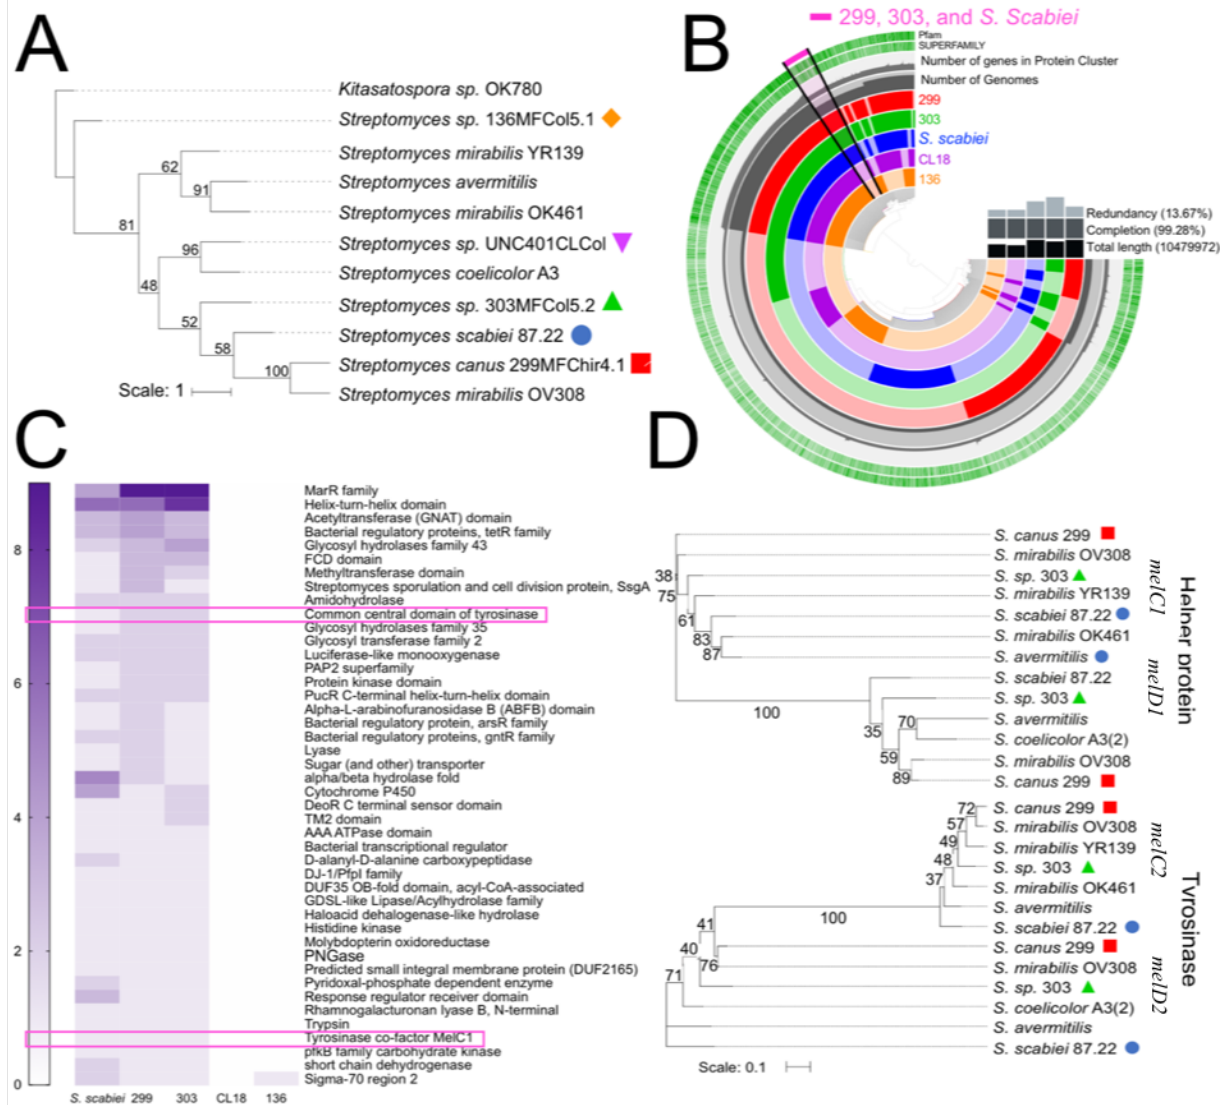 A
Kitasatospora sp. OK780
Streptomyces sp. 136MFCol5.1
Streptomyces mirabilis YR139
Streptomyces avermitilis
Streptomyces mirabilis OK461
Streptomyces sp. UNC401CLCol
Streptomyces coelicolor A3
Streptomyces sp. 303MFCol5.2
Streptomyces scabiei 87.22
Streptomyces canus 299MFChir4.1
Streptomyces mirabilis OV308
62
91
81
96
48
52
58
100
Scale: 1
B
299, 303, and S. Scabiei
Pfam
SUPERFAMILY
Number of genes in Protein Cluster
Number of Genomes
299
303
S. scabiei
CL18
136
Redundancy (13.67%)
Completion (99.28%)
Total length (10479972)
C
8
6
4
2
0
MarR family
Helix-turn-helix domain
Acetyltransferase (GNAT) domain
Bacterial regulatory proteins, tetR family
Glycosyl hydrolases family 43
FCD domain
Methyltransferase domain
Streptomyces sporulation and cell division protein, SsgA
Amidohydrolase
Common central domain of tyrosinase
Glycosyl hydrolases family 35
Glycosyl transferase family 2
Luciferase-like monooxygenase
PAP2 superfamily
Protein kinase domain
PucR C-terminal helix-turn-helix domain
Alpha-L-arabinofuranosidase B (ABFB) domain
Bacterial regulatory protein, arsR family
Bacterial regulatory proteins, gntR family
Lyase
Sugar (and other) transporter
alpha/beta hydrolase fold
Cytochrome P450
DeoR C terminal sensor domain
TM2 domain
AAA ATPase domain
Bacterial transcriptional regulator
D-alanyl-D-alanine carboxypeptidase
DJ-1/PfpI family
DUF35 OB-fold domain, acyl-CoA-associated
GDSL-like Lipase/Acylhydrolase family
Haloacid dehalogenase-like hydrolase
Histidine kinase
Molybdopterin oxidoreductase
PNGase
Predicted small integral membrane protein (DUF2165)
Pyridoxal-phosphate dependent enzyme
Response regulator receiver domain
Rhamnogalacturonan lyase B, N-terminal
Trypsin
Tyrosinase co-factor MelC1
pfkB family carbohydrate kinase
short chain dehydrogenase
Sigma-70 region 2
S. scabiei 299 303 CL18 136
D
S. canus 299
S. mirabilis OV308
S. sp. 303
S. mirabilis YR139
S. scabiei 87.22
S. mirabilis OK461
S. avermitilis
S. scabiei 87.22
S. sp. 303
S. avermitilis
S. coelicolor A3(2)
S. mirabilis OV308
S. canus 299
S. canus 299
S. mirabilis OV308
S. mirabilis YR139
S. sp. 303
S. mirabilis OK461
S. avermitilis
S. scabiei 87.22
S. canus 299
S. mirabilis OV308
S. sp. 303
S. coelicolor A3(2)
S. avermitilis
S. scabiei 87.22
38
75
61
83
87
100
35
70
59
89
72
57
49
48
37
100
41
40
76
71
melC1
melD1
Helper protein
melC2
melD2
Tyrosinase
Scale: 0.1